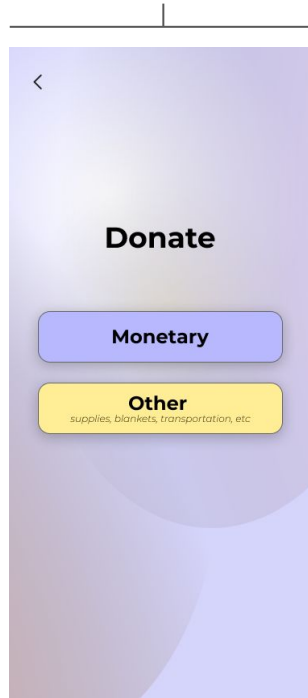 Donate
Monetary
Other
supplies, blankets, transportation, etc